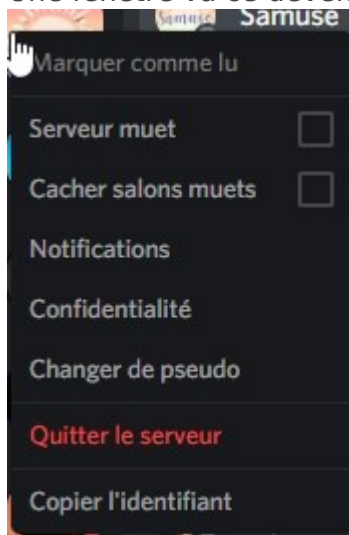 Samuse
Samuse
Marquer comme lu
Serveur muet
Cacher salons muets
Notifications
Confidentialité
Changer de pseudo
Quitter le serveur
Copier l'identifiant